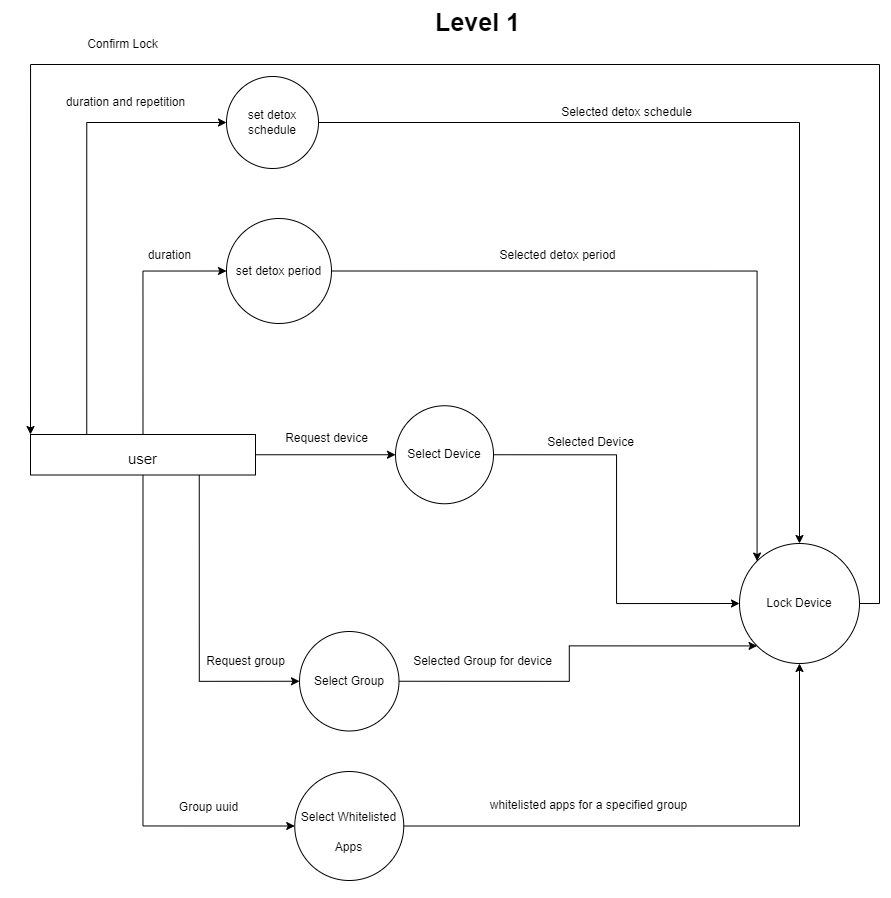 Level 1
Confirm Lock
duration and repetition
set detox
schedule
Selected detox schedule
duration
set detox period
Selected detox period
user
Request device
Select Device
Selected Device
Lock Device
Request group
Select Group
Selected Group for device
Group uuid
Select Whitelisted
Apps
whitelisted apps for a specified group